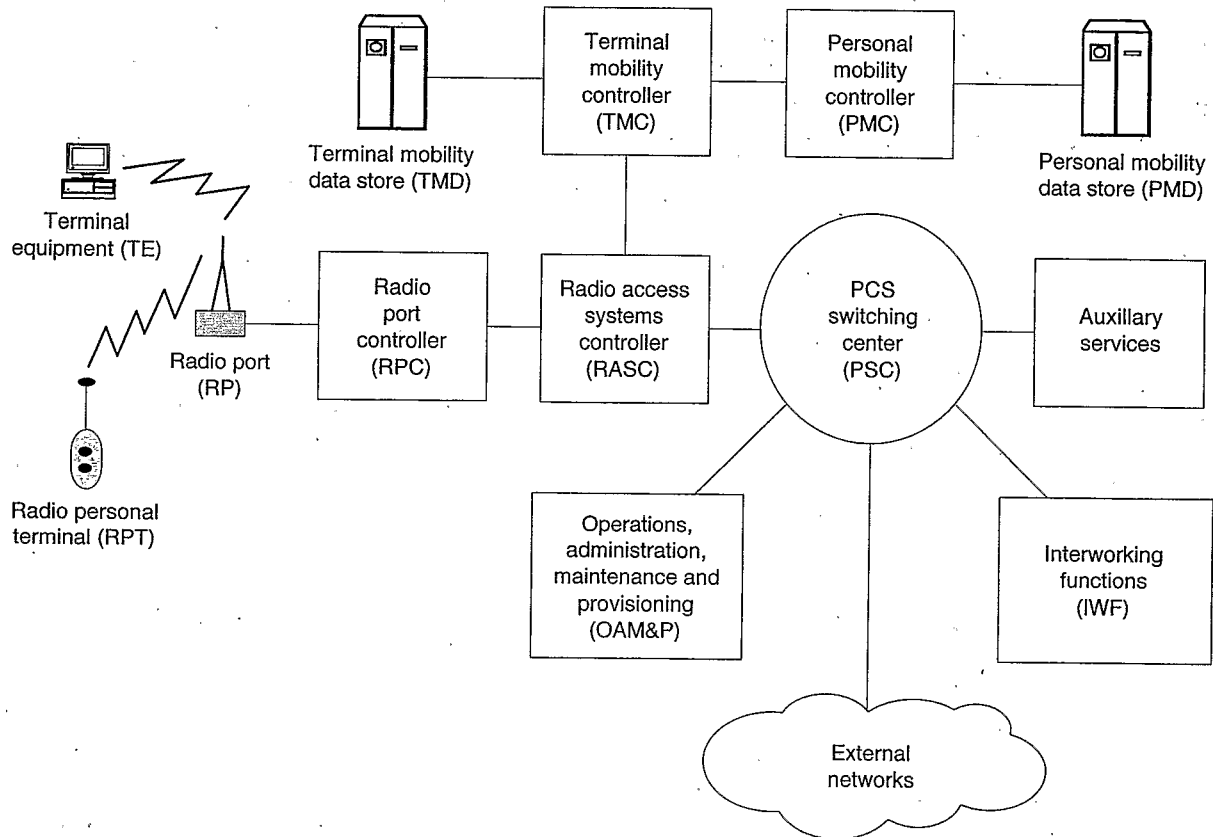 Terminal
mobility
controller
(TMC)
Personal
mobility
controller
(PMC)
Terminal mobility
data store (TMD)
Personal mobility
data store (PMD)
Terminal
equipment (TE)
Radio port
(RP)
Radio
port
controller
(RPC)
Radio access
systems
controller
(RASC)
PCS
switching
center
(PSC)
Auxillary
services
Radio personal
terminal (RPT)
Operations,
administration,
maintenance and
provisioning
(OAM&P)
Interworking
functions
(IWF)
External
networks